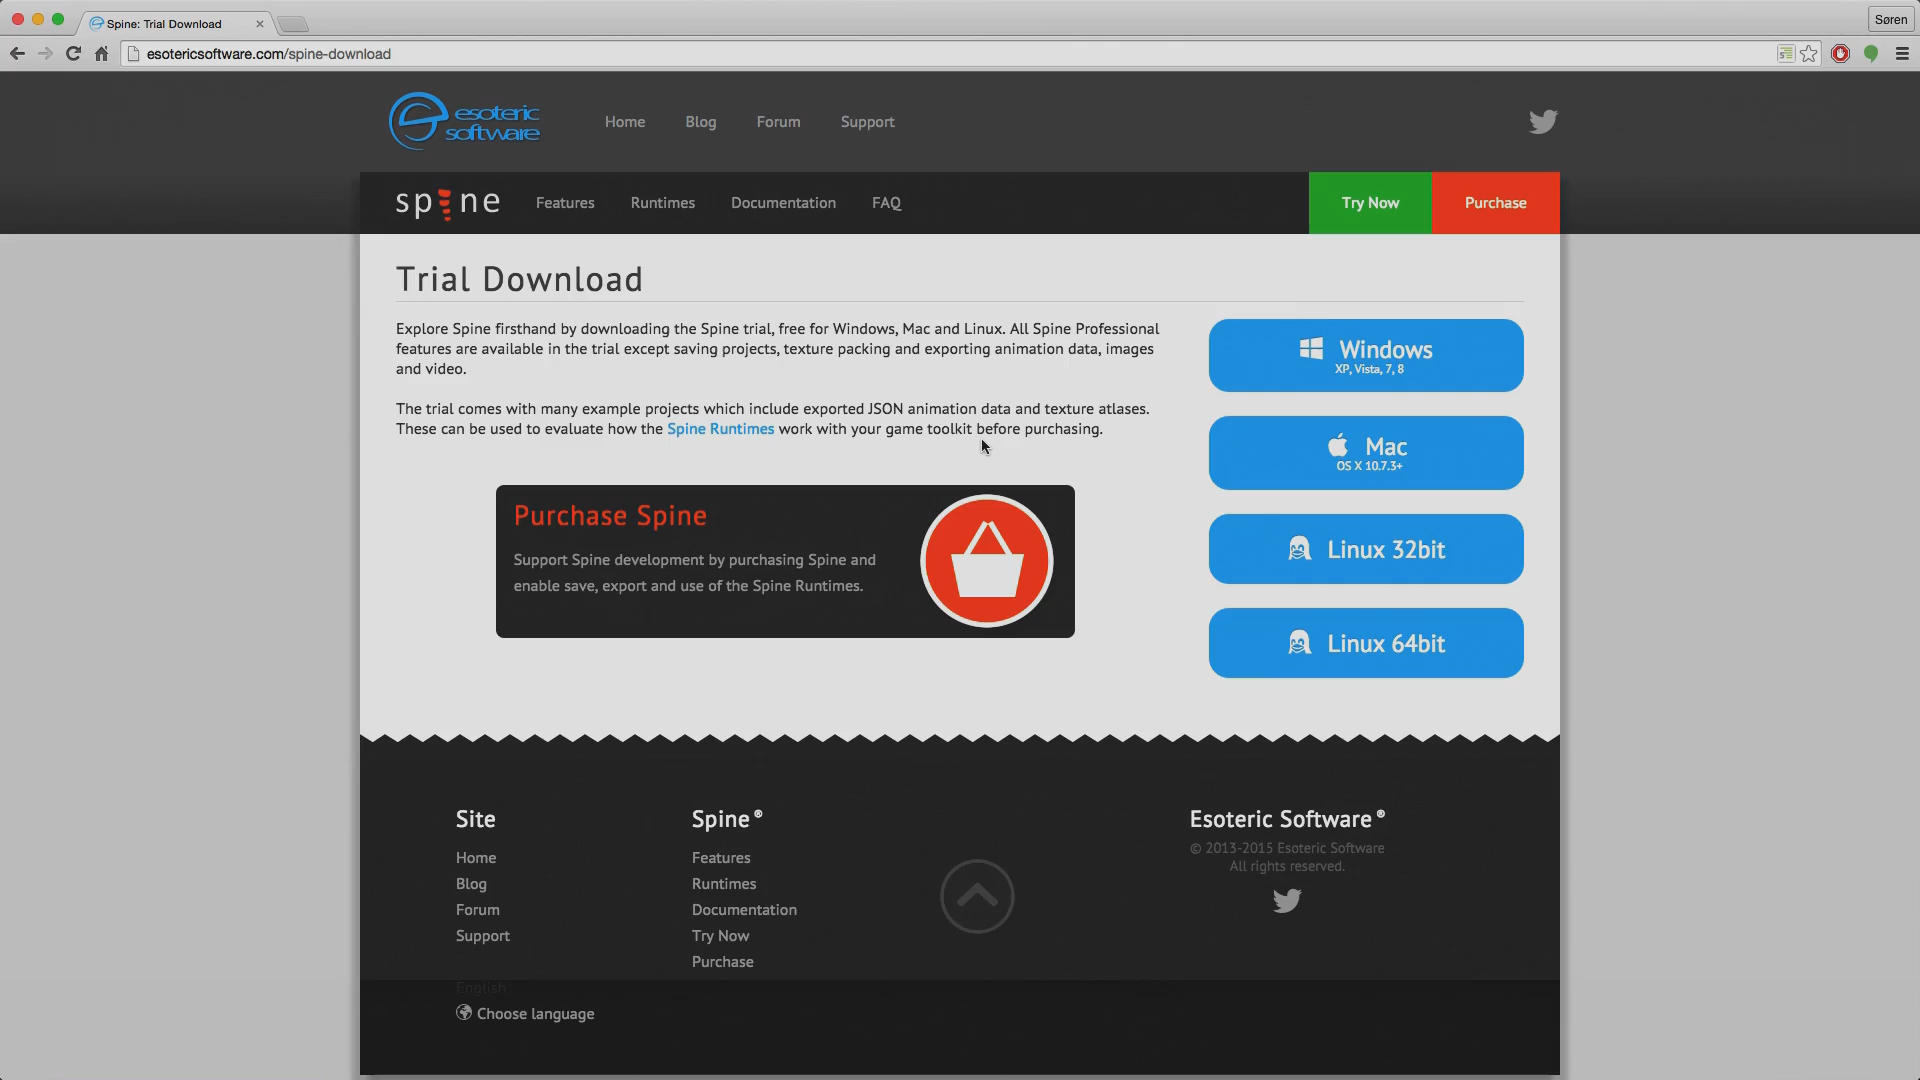 Spine: Trial Download
Søren
esotericsoftware.com/spine-download
esoteric
software
Home
Blog
Forum
Support
spine
Features
Runtimes
Documentation
FAQ
Try Now
Purchase
Trial Download
Explore Spine firsthand by downloading the Spine trial, free for Windows, Mac and Linux. All Spine Professional
features are available in the trial except saving projects, texture packing and exporting animation data, images
and video.
The trial comes with many example projects which include exported JSON animation data and texture atlases.
These can be used to evaluate how the Spine Runtimes work with your game toolkit before purchasing.
Purchase Spine
Support Spine development by purchasing Spine and
enable save, export and use of the Spine Runtimes.
Windows
XP, Vista, 7, 8
Mac
OS X 10.7.3+
Linux 32bit
Linux 64bit
Site
Home
Blog
Forum
Support
English
Choose language
Spine®
Features
Runtimes
Documentation
Try Now
Purchase
Esoteric Software®
© 2013-2015 Esoteric Software
All rights reserved.